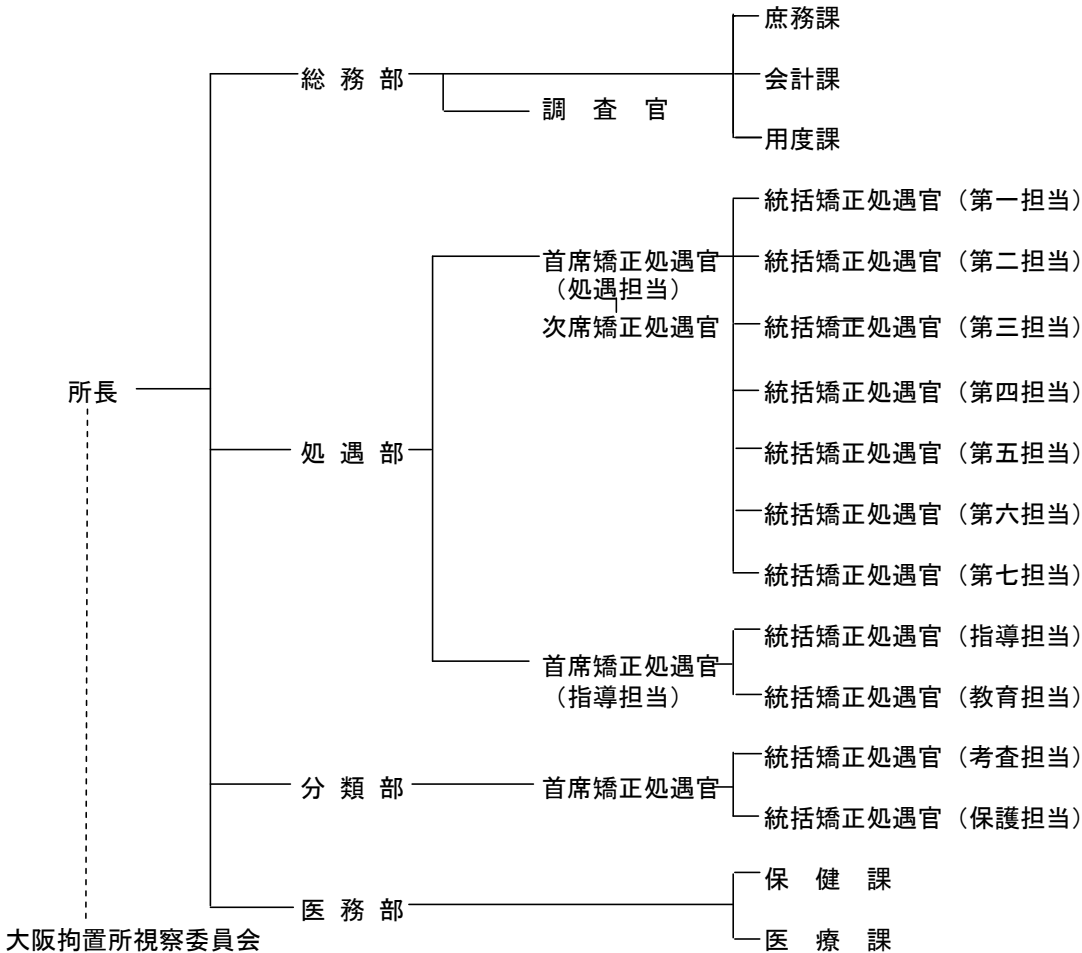 庶務課
総務部
会計課
調査官
用度課
統括矯正処遇官（第一担当）
首席矯正処遇官
（処遇担当）
統括矯正処遇官（第二担当）
次席矯正処遇官
統括矯正処遇官（第三担当）
所長
統括矯正処遇官（第四担当）
処遇部
統括矯正処遇官（第五担当）
統括矯正処遇官（第六担当）
統括矯正処遇官（第七担当）
首席矯正処遇官
（指導担当）
統括矯正処遇官（指導担当）
統括矯正処遇官（教育担当）
分類部
首席矯正処遇官
統括矯正処遇官（考査担当）
統括矯正処遇官（保護担当）
医務部
保健課
医療課
大阪拘置所視察委員会